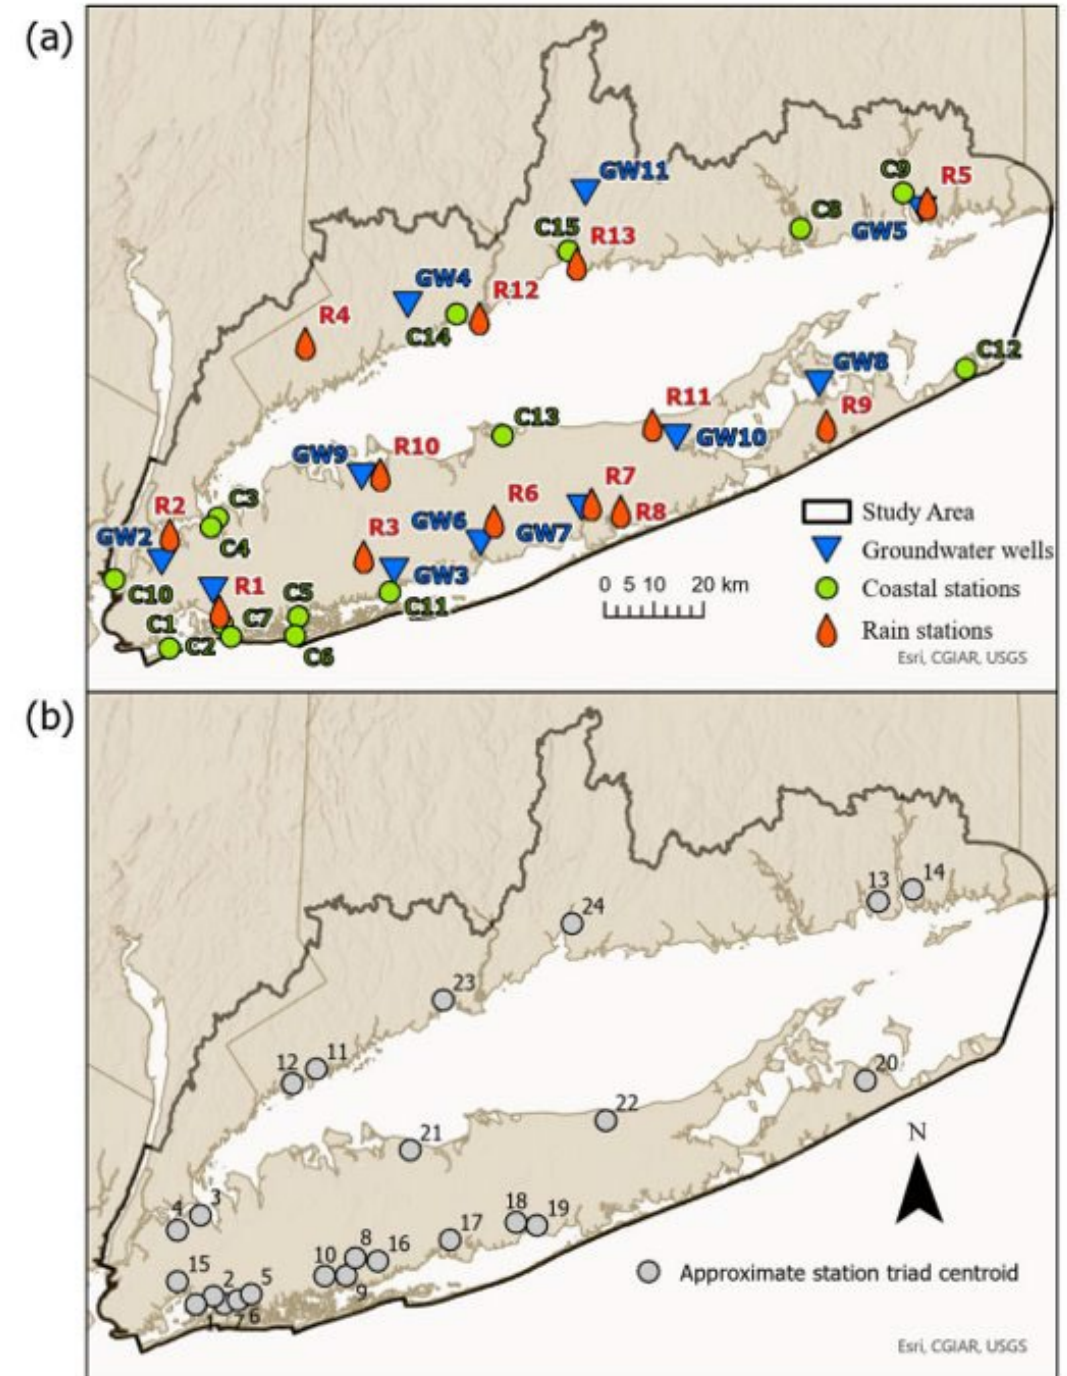 (a)
GW11
C9
R5
C8
C15
R13
GW5
GW4
R12
R4
C14
C12
GW8
R11
C13
R9
GW10
GW9
R10
R7
C3
R2
R6
R3
GW6
R8
Study Area
GW2
C4
GW7
Groundwater wells
GW3
R1
C10
C5
C11
0 5 10 20 km
Coastal stations
C1
C7
C2
C6
Rain stations
Esri, CGIAR, USGS
(b)
14
13
24
23
11
12
20
22
N
21
3
4
18
19
17
8
16
10
15
2
5
9
1
7
6
Approximate station triad centroid
Esri, CGIAR, USGS